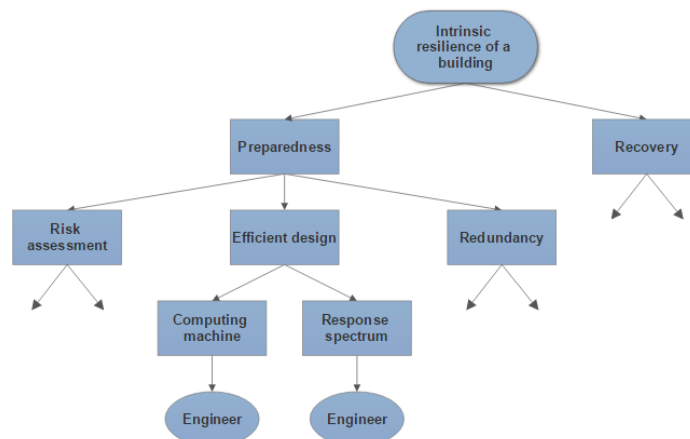 Intrinsic
resilience of a
building
Preparedness
Recovery
Risk
assessment
Efficient design
Redundancy
Computing
machine
Response
spectrum
Engineer
Engineer